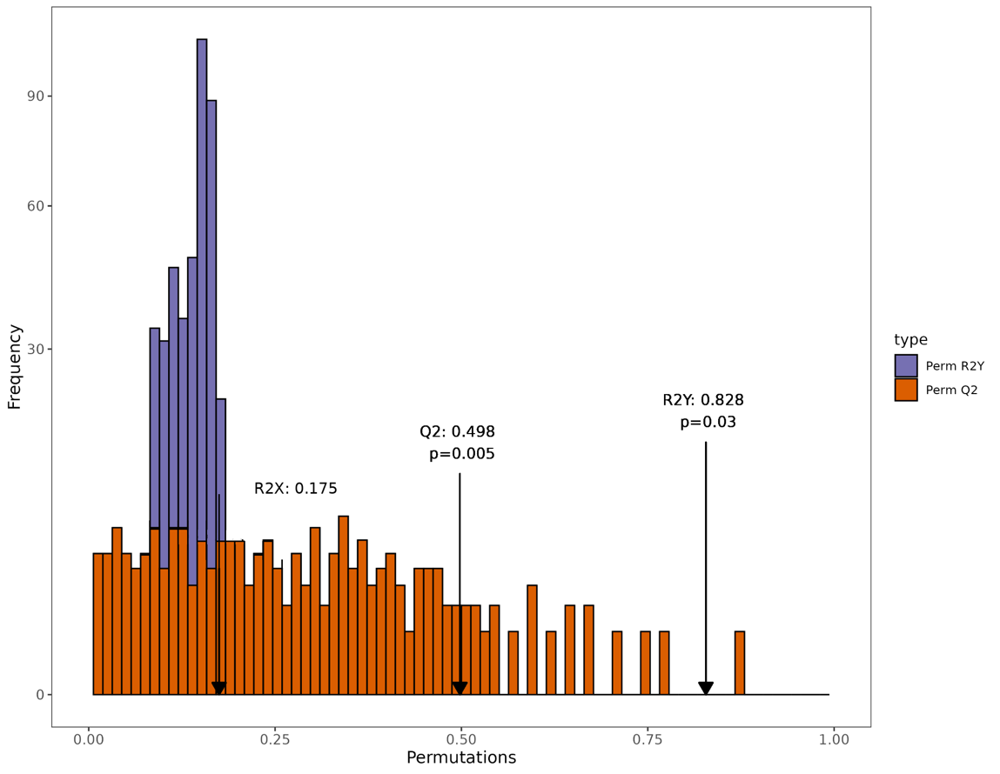 90
60
30
0
Frequency
R2X: 0.175
Q2: 0.498
p=0.005
R2Y: 0.828
p=0.03
0.00
0.25
0.50
0.75
1.00
Permutations
type
Perm R2Y
Perm Q2